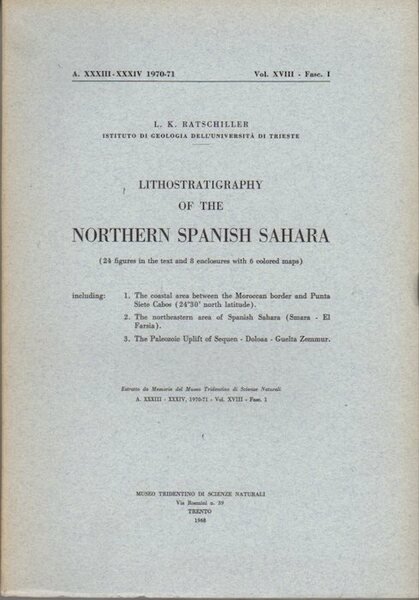 A. XXXIII-XXXIV 1970-71 Vol. XVIII - Fasc. I
L. K. RATSCHILLER
ISTITUTO DI GEOLOGIA DELL'UNIVERSITÀ DI TRIESTE
LITHOSTRATIGRAPHY
OF THE
NORTHERN SPANISH SAHARA
(24 figures in the text and 8 enclosures with 6 colored maps)
including: 1. The coastal area between the Moroccan border and Punta
Siete Cabos (24°30' north latitude).
2. The northeastern area of Spanish Sahara (Smara - El
Farsia).
3. The Paleozoic Uplift of Sequen - Doloaa - Guelta Zemmur.
Estratto da Memorie del Museo Tridentino di Scienze Naturali
A. XXXIII - XXXIV, 1970-71 - Vol. XVIII - Fasc. I
MUSEO TRIDENTINO DI SCIENZE NATURALI
Via Rosmini n. 39
TRENTO
1968